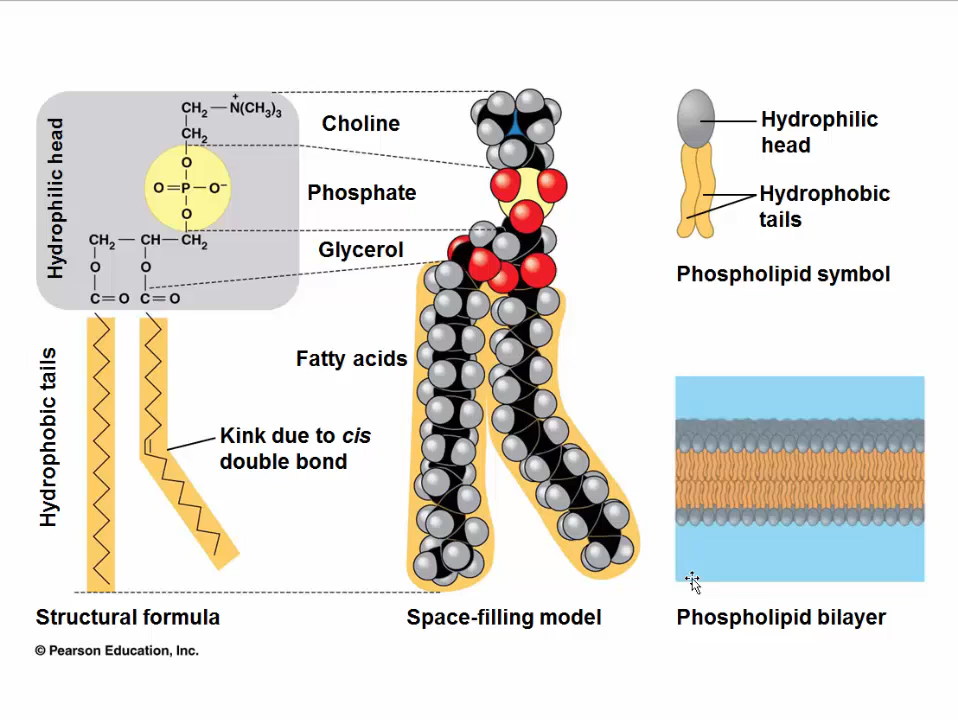 Hydrophilic head
CH₂ — N⁺(CH₃)₃
CH₂
O
O=P—O⁻
O
CH₂ — CH — CH₂
O O
C=O C=O
Hydrophobic tails
Kink due to cis
double bond
Structural formula
© Pearson Education, Inc.
Choline
Phosphate
Glycerol
Fatty acids
Space-filling model
Hydrophilic
head
Hydrophobic
tails
Phospholipid symbol
Phospholipid bilayer